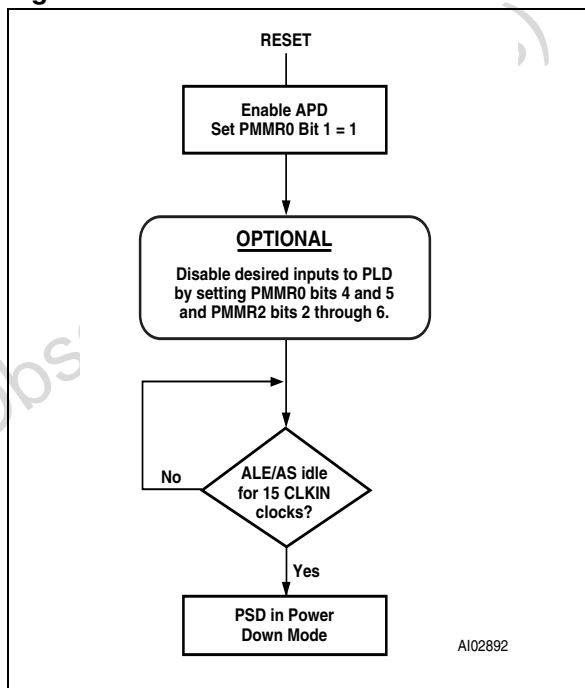 RESET
Enable APD
Set PMMR0 Bit 1 = 1
OPTIONAL
Disable desired inputs to PLD
by setting PMMR0 bits 4 and 5
and PMMR2 bits 2 through 6.
No
ALE/AS idle
for 15 CLKIN
clocks?
Yes
PSD in Power
Down Mode
AI02892